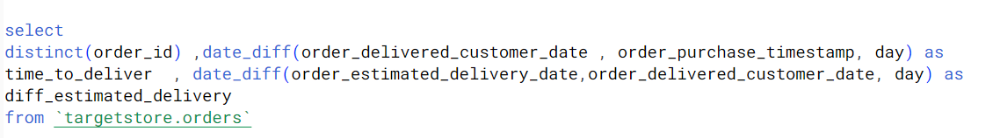 select
distinct(order_id) ,date_diff(order_delivered_customer_date , order_purchase_timestamp, day) as
time_to_deliver  , date_diff(order_estimated_delivery_date,order_delivered_customer_date, day) as
diff_estimated_delivery
from `targetstore.orders`